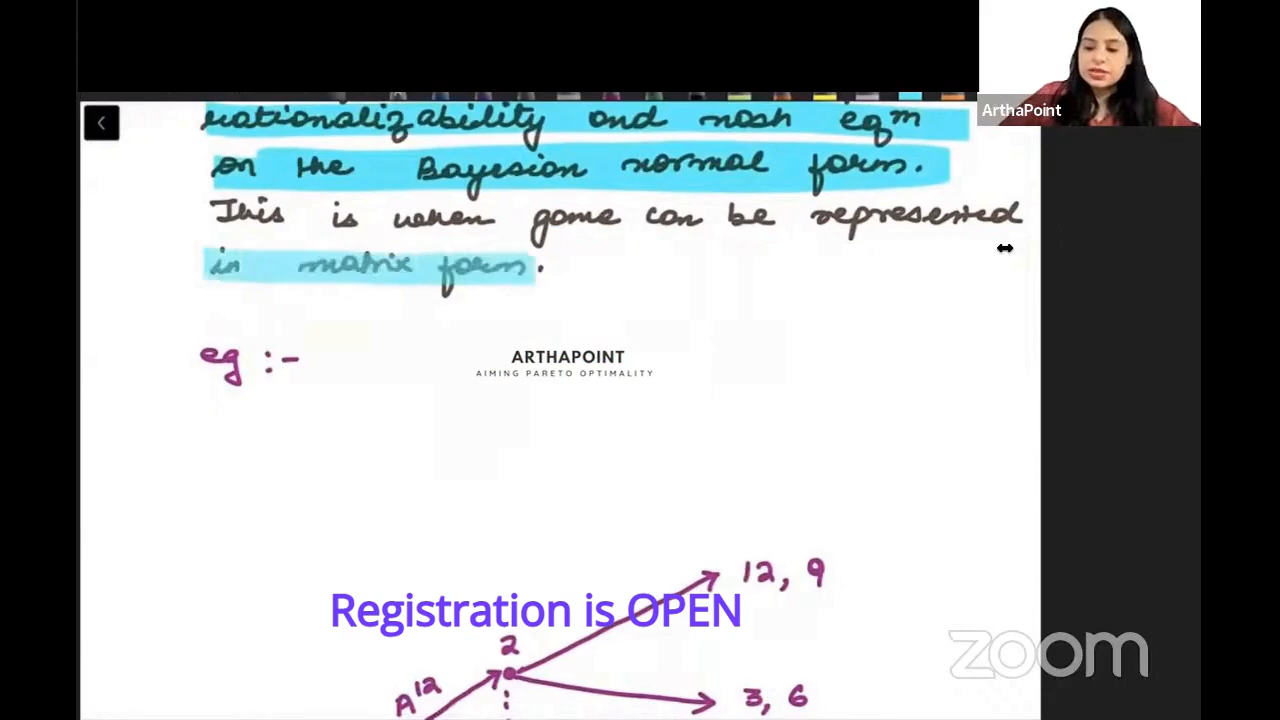 ArthaPoint
rationalizability and nash eqm
on the Bayesian normal form.
This is when game can be represented
in matrix form.
eg :-
ARTHAPOINT
AIMING PARETO OPTIMALITY
12, 9
Registration is OPEN
2
zoom
A12
3, 6